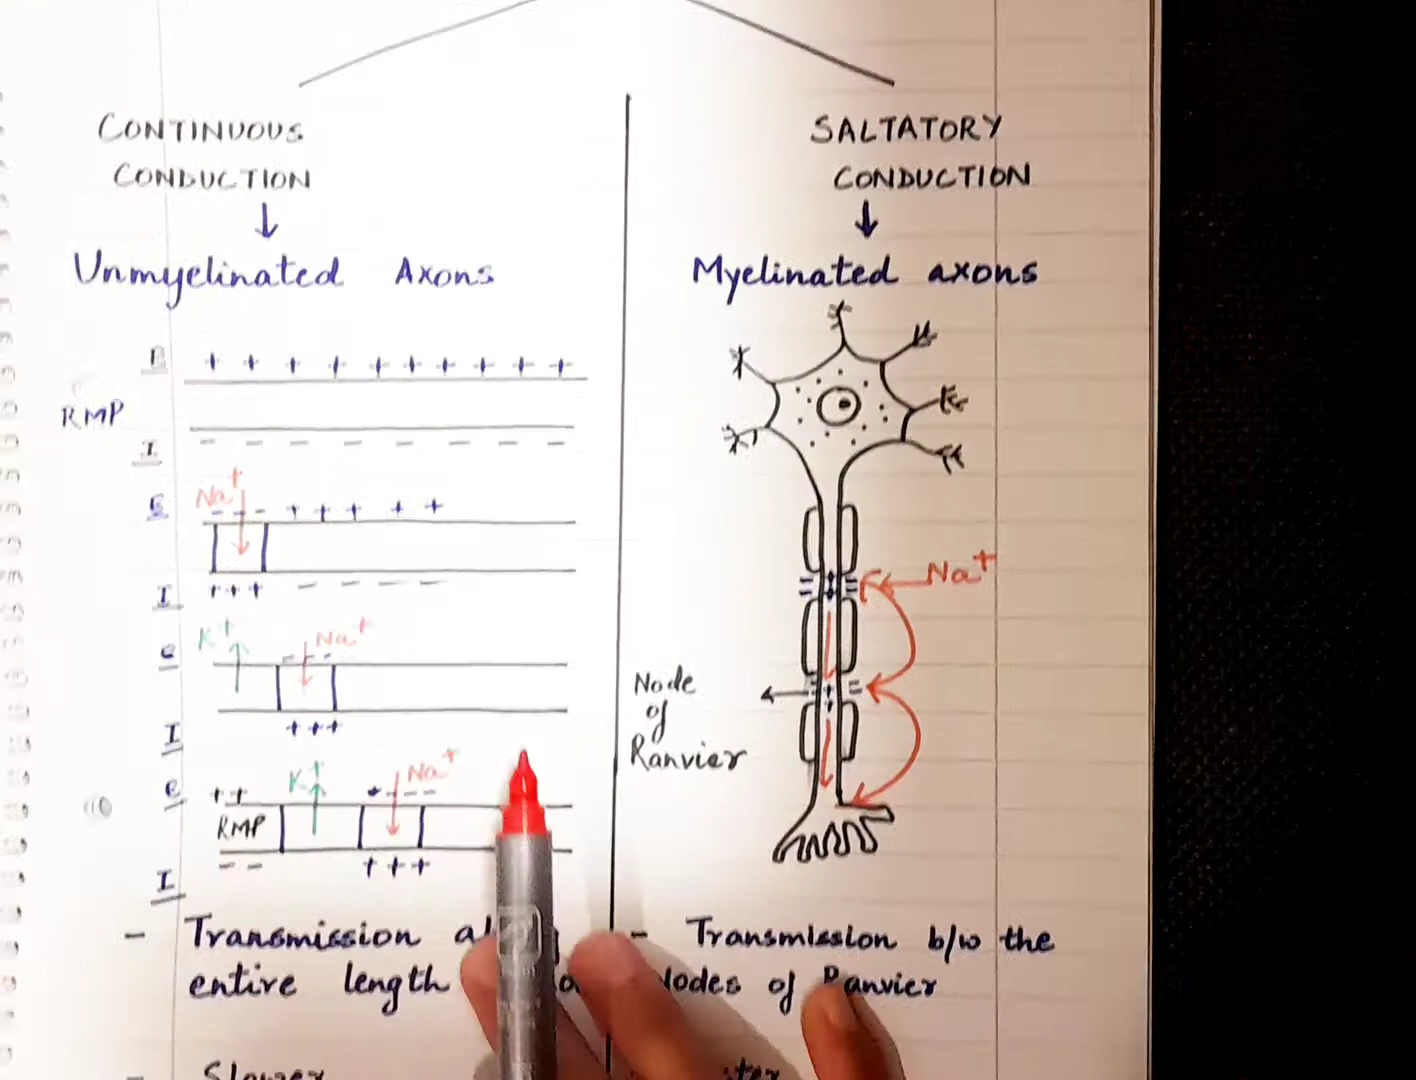 CONTINUOUS
CONDUCTION
↓
Unmyelinated Axons
E + + + + + + + + +
RMP
I - - - - - - -
Na+
E - - - + + + + +
I + + + - - - -
K+ Na+
e - - -
I + + +
K+ Na+
e + + + - -
RMP
- - + + +
I
- Transmission
entire length
- Slower
SALTATORY
CONDUCTION
↓
Myelinated axons
Na+
Node
of
Ranvier
- Transmission b/w the
of Ranvier